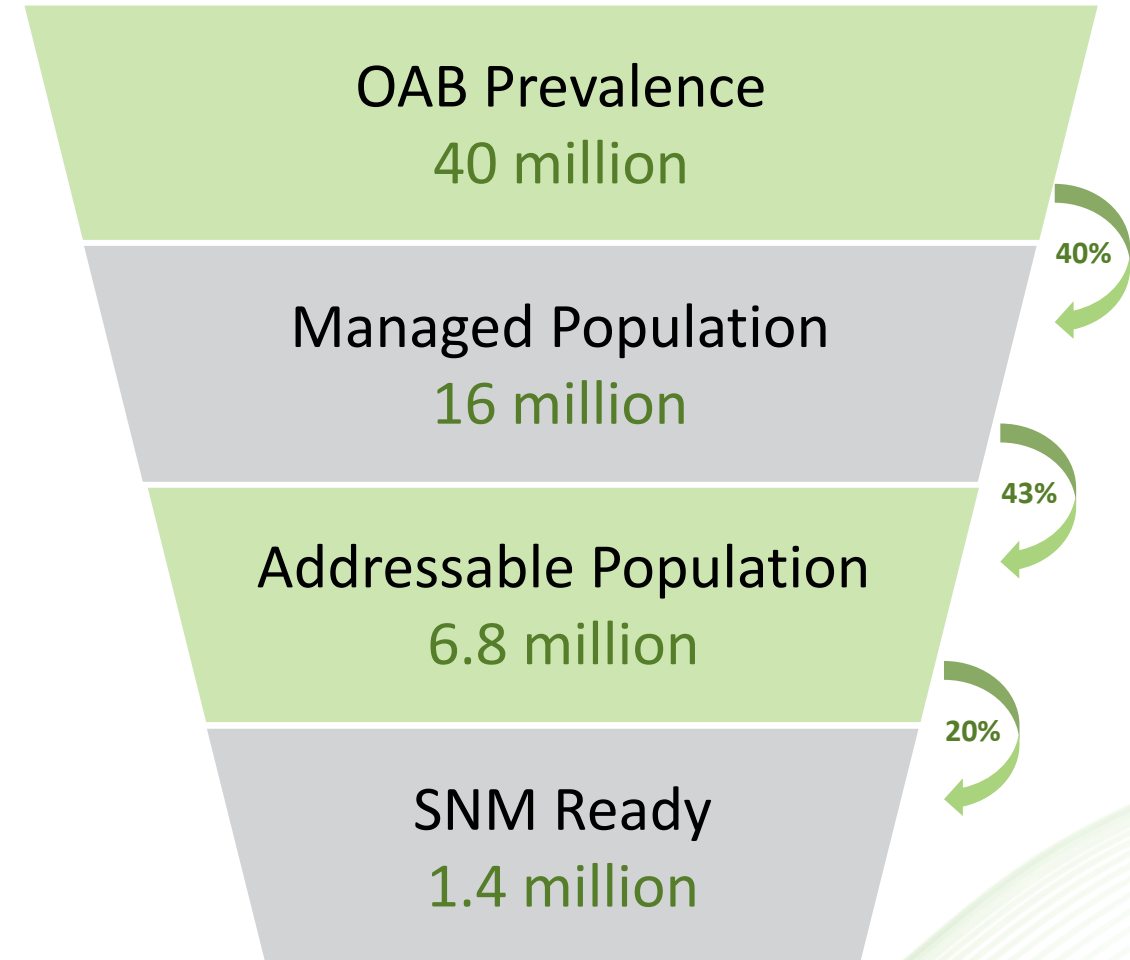 OAB Prevalence
40 million
40%
Managed Population
16 million
43%
Addressable Population
6.8 million
20%
SNM Ready
1.4 million